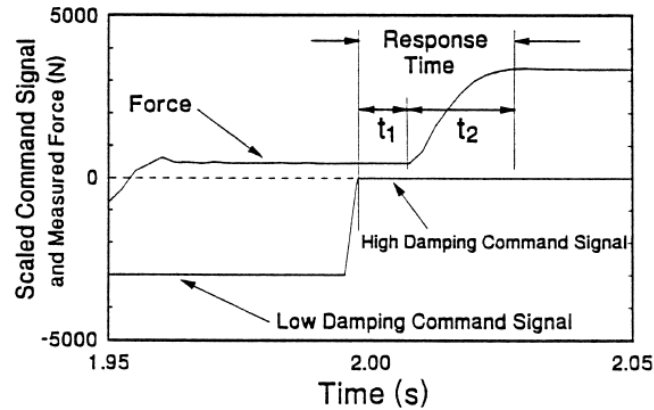 Scaled Command Signal
and Measured Force (N)
5000
0
-5000
Response
Time
Force
t1
t2
High Damping Command Signal
Low Damping Command Signal
1.95
2.00
2.05
Time (s)